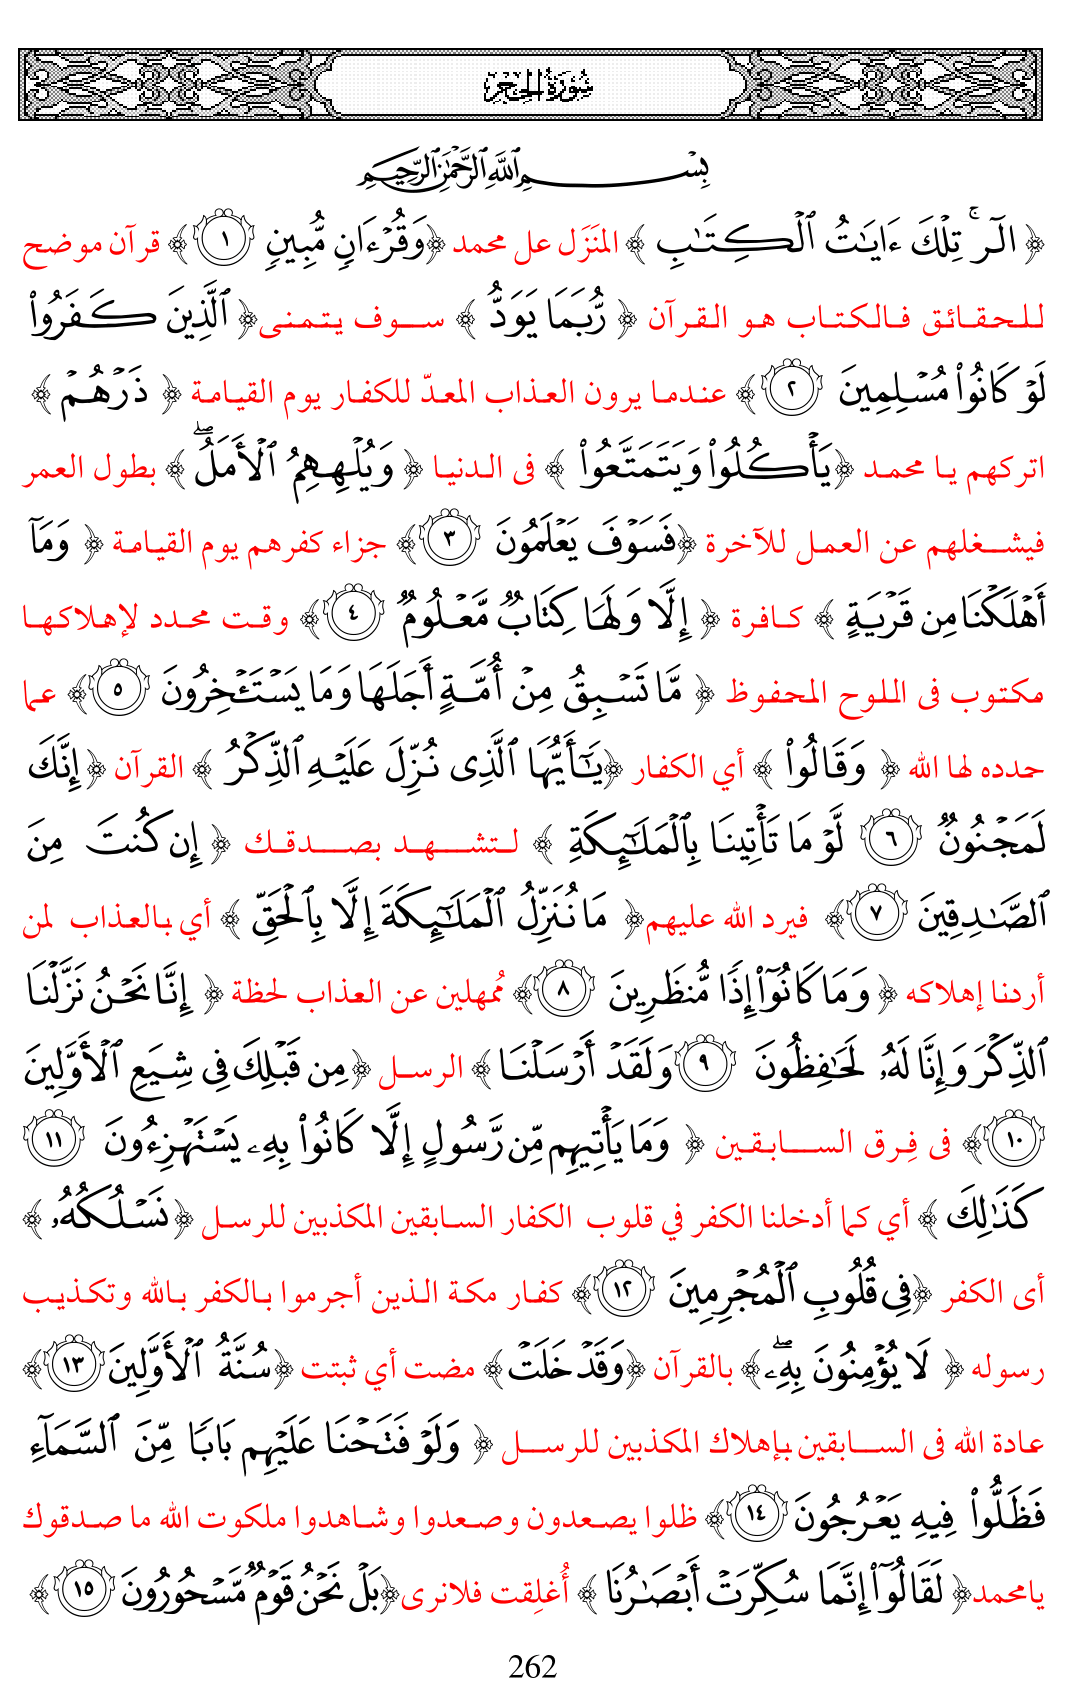 سُورَةُ الحِجْرِ
بِسْمِ ٱللَّهِ ٱلرَّحْمَٰنِ ٱلرَّحِيمِ
﴿ الٓرۚ تِلۡكَ ءَايَٰتُ ٱلۡكِتَٰبِ ﴾ المنَزَل عل محمد ﴿وَقُرۡءَانٖ مُّبِينٖ ١﴾ قرآن موضح
للحقائق فالكتاب هو القرآن ﴿ رُّبَمَا يَوَدُّ ﴾ سوف يتمنى﴿ ٱلَّذِينَ كَفَرُواْ
لَوۡ كَانُواْ مُسۡلِمِينَ ٢﴾ عندما يرون العذاب المعدّ للكفار يوم القيامة ﴿ ذَرۡهُمۡ ﴾
اتركهم يا محمد ﴿يَأۡكُلُواْ وَيَتَمَتَّعُواْ ﴾ فى الدنيا ﴿ وَيُلۡهِهِمُ ٱلۡأَمَلُۖ ﴾ بطول العمر
فيشغلهم عن العمل للآخرة ﴿فَسَوۡفَ يَعۡلَمُونَ ٣﴾ جزاء كفرهم يوم القيامة ﴿ وَمَآ
أَهۡلَكۡنَا مِن قَرۡيَةٍ ﴾ كافرة ﴿ إِلَّا وَلَهَا كِتَابٞ مَّعۡلُومٞ ٤﴾ وقت محدد لإهلاكها
مكتوب فى اللوح المحفوظ ﴿ مَّا تَسۡبِقُ مِنۡ أُمَّةٍ أَجَلَهَا وَمَا يَسۡتَـٔۡخِرُونَ ٥﴾ عما
حدده لها الله ﴿ وَقَالُواْ ﴾ أي الكفار ﴿يَٰٓأَيُّهَا ٱلَّذِى نُزِّلَ عَلَيۡهِ ٱلذِّكۡرُ ﴾ القرآن ﴿إِنَّكَ
لَمَجۡنُونٞ ٦ لَّوۡ مَا تَأۡتِينَا بِٱلۡمَلَٰٓئِكَةِ ﴾ لتشهد بصدقك ﴿ إِن كُنتَ مِنَ
ٱلصَّٰدِقِينَ ٧﴾ فيرد الله عليهم﴿ مَا نُنَزِّلُ ٱلۡمَلَٰٓئِكَةَ إِلَّا بِٱلۡحَقِّ ﴾ أي بالعذاب لمن
أردنا إهلاكه ﴿ وَمَا كَانُوٓاْ إِذٗا مُّنظَرِينَ ٨﴾ مُمهلين عن العذاب لحظة ﴿ إِنَّا نَحۡنُ نَزَّلۡنَا
ٱلذِّكۡرَ وَإِنَّا لَهُۥ لَحَٰفِظُونَ ٩﴾وَلَقَدۡ أَرۡسَلۡنَا ﴾ الرسل ﴿مِن قَبۡلِكَ فِى شِيَعِ ٱلۡأَوَّلِينَ
١٠﴾ فى فِرق السابقين ﴿ وَمَا يَأۡتِيهِم مِّن رَّسُولٍ إِلَّا كَانُواْ بِهِۦ يَسۡتَهۡزِءُونَ ١١
كَذَٰلِكَ ﴾ أي كما أدخلنا الكفر في قلوب الكفار السابقين المكذبين للرسل ﴿نَسۡلُكُهُۥ ﴾
أى الكفر ﴿فِى قُلُوبِ ٱلۡمُجۡرِمِينَ ١٢﴾ كفار مكة الذين أجرموا بالكفر بالله وتكذيب
رسوله ﴿ لَا يُؤۡمِنُونَ بِهِۦۖ﴾ بالقرآن ﴿وَقَدۡ خَلَتۡ﴾ مضت أي ثبتت ﴿سُنَّةُ ٱلۡأَوَّلِينَ١٣﴾
عادة الله فى السابقين بإهلاك المكذبين للرسل ﴿ وَلَوۡ فَتَحۡنَا عَلَيۡهِم بَابٗا مِّنَ ٱلسَّمَآءِ
فَظَلُّواْ فِيهِ يَعۡرُجُونَ ١٤﴾ ظلوا يصعدون وصعدوا وشاهدوا ملكوت الله ما صدقوك
يامحمد﴿ لَقَالُوٓاْ إِنَّمَا سُكِّرَتۡ أَبۡصَٰرُنَا ﴾ أُغلِقت فلانرى﴿بَلۡ نَحۡنُ قَوۡمٞ مَّسۡحُورُونَ ١٥﴾
262